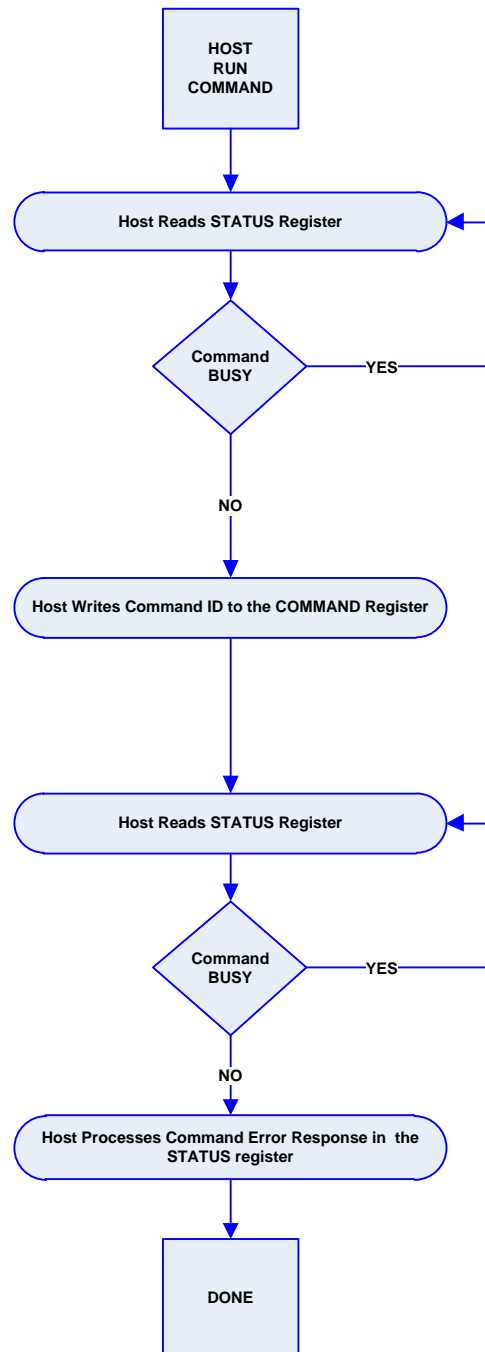 HOST
RUN
COMMAND
Host Reads STATUS Register
Command
BUSY
YES
NO
Host Writes Command ID to the COMMAND Register
Host Reads STATUS Register
Command
BUSY
YES
NO
Host Processes Command Error Response in  the
STATUS register
DONE